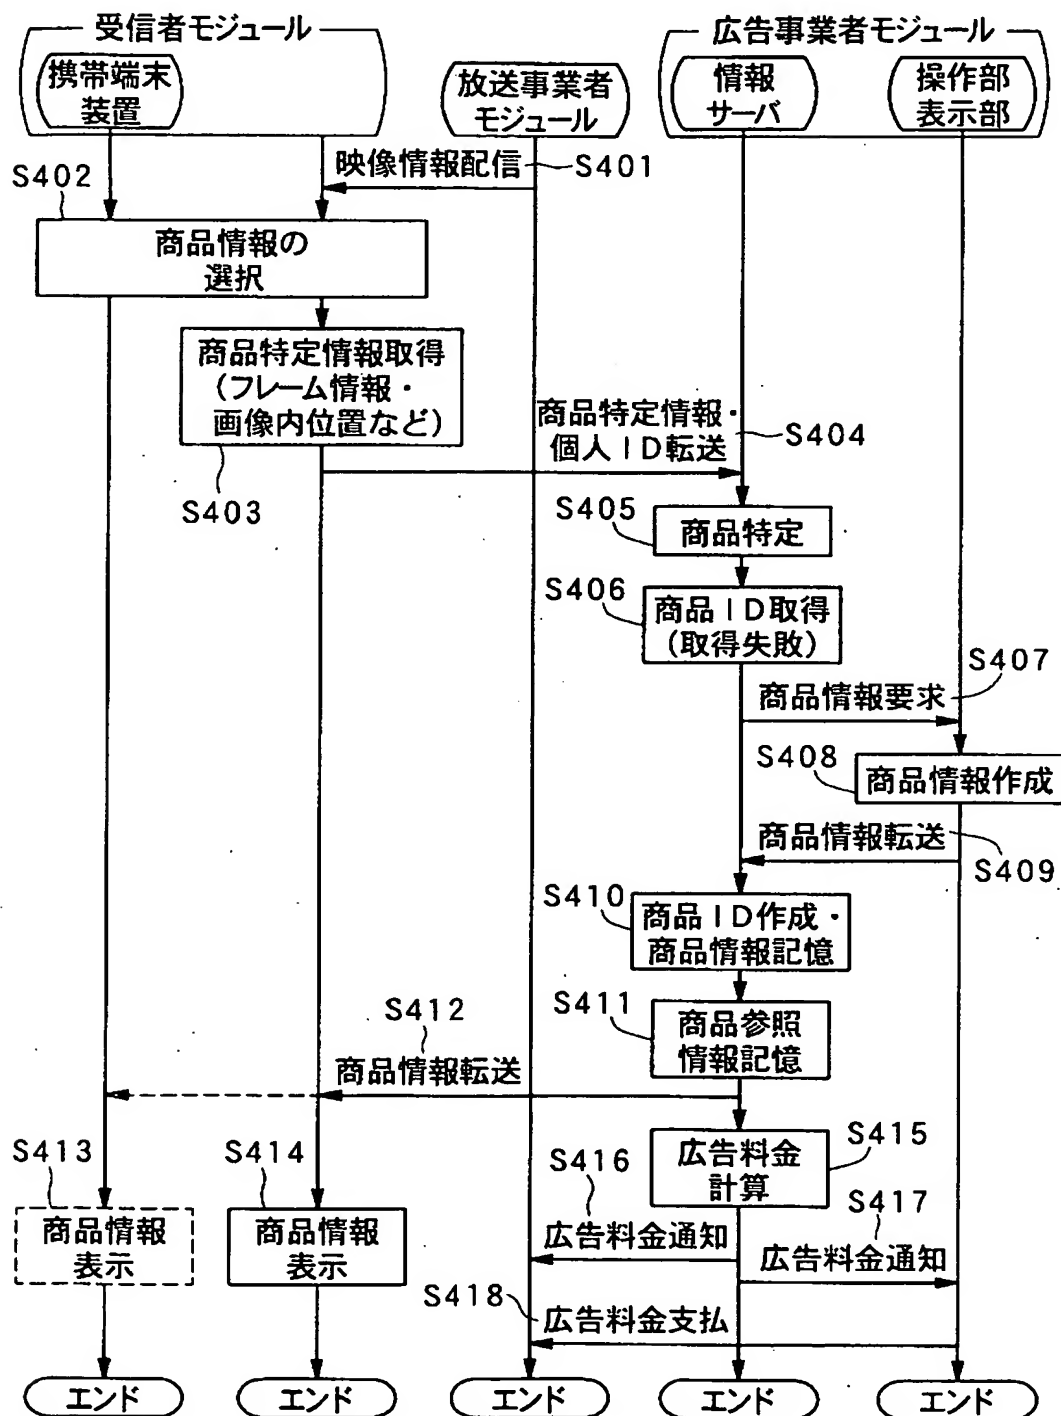 受信者モジュール
広告事業者モジュール
携帯端末
装置
放送事業者
モジュール
情報
サーバ
操作部
表示部
映像情報配信
S401
S402
商品情報の
選択
商品特定情報取得
(フレーム情報・
画像内位置など)
S403
商品特定情報・
個人ID転送
S404
S405
商品特定
S406
商品ID取得
(取得失敗)
S407
商品情報要求
S408
商品情報作成
商品情報転送
S409
S410
商品ID作成・
商品情報記憶
S411
商品参照
情報記憶
S412
商品情報転送
S413
商品情報
表示
S414
商品情報
表示
S415
広告料金
計算
S416
広告料金通知
S417
広告料金通知
S418
広告料金支払
エンド
エンド
エンド
エンド
エンド